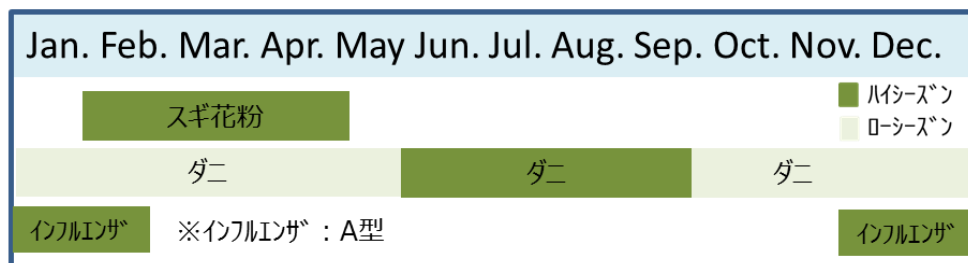 Jan. Feb. Mar. Apr. May Jun. Jul. Aug. Sep. Oct. Nov. Dec.
スギ花粉
ﾊｲｼｰｽﾞﾝ
ﾛｰｼｰｽﾞﾝ
ダニ ダニ ダニ
ｲﾝﾌﾙｴﾝｻﾞ ※ｲﾝﾌﾙｴﾝｻﾞ：A型 ｲﾝﾌﾙｴﾝｻﾞ